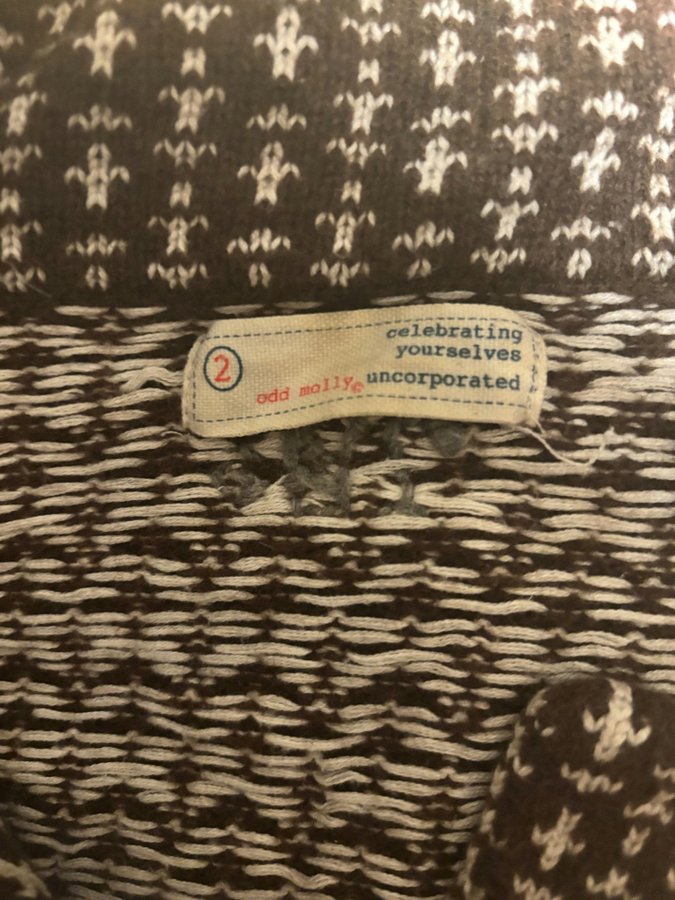 celebrating
yourselves
2
odd molly© uncorporated